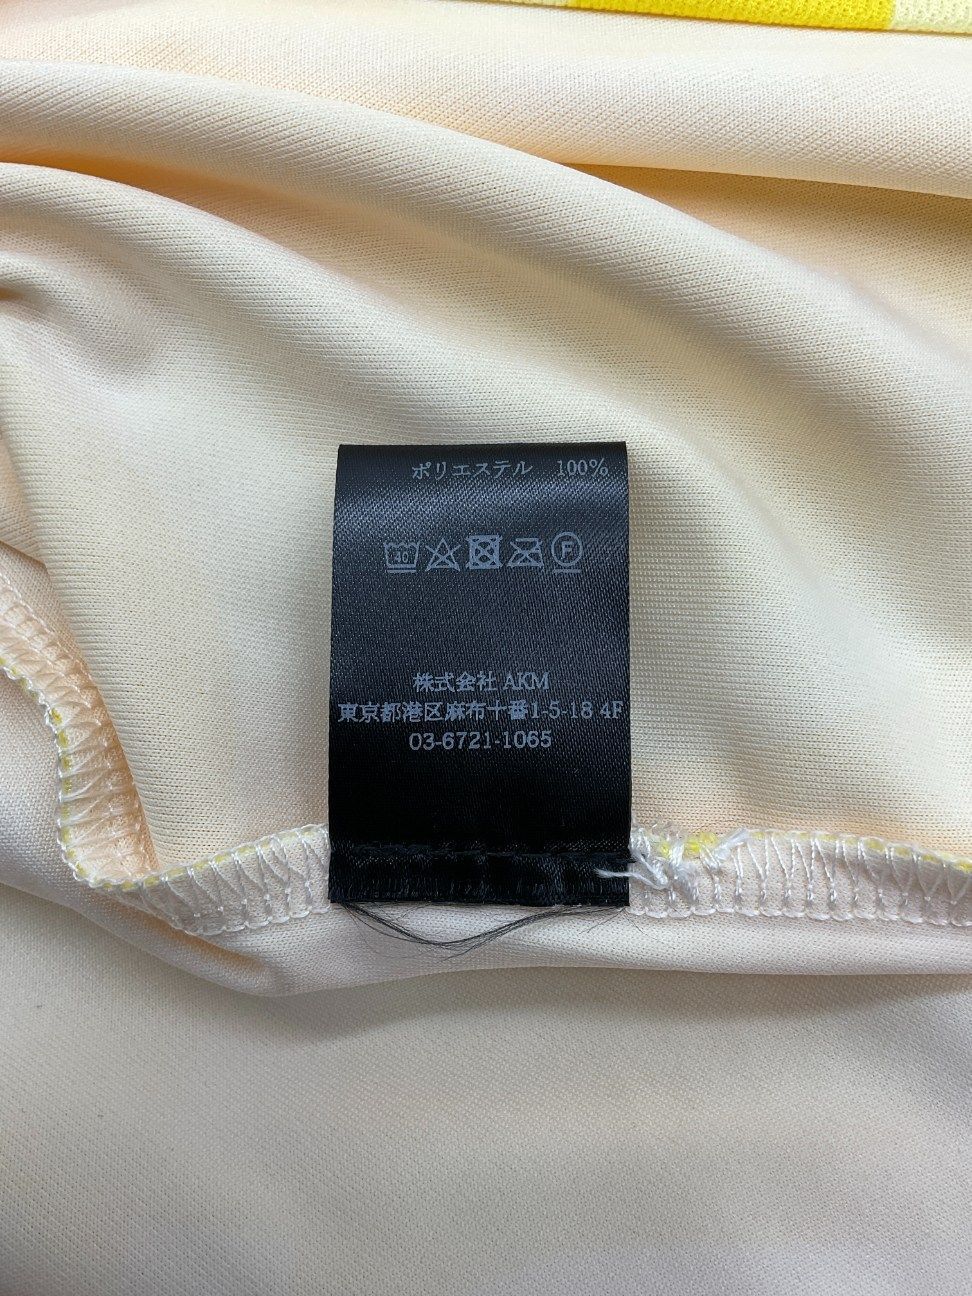 ポリエステル 100%
40 F
株式会社 AKM
東京都港区麻布十番1-5-18 4F
03-6721-1065